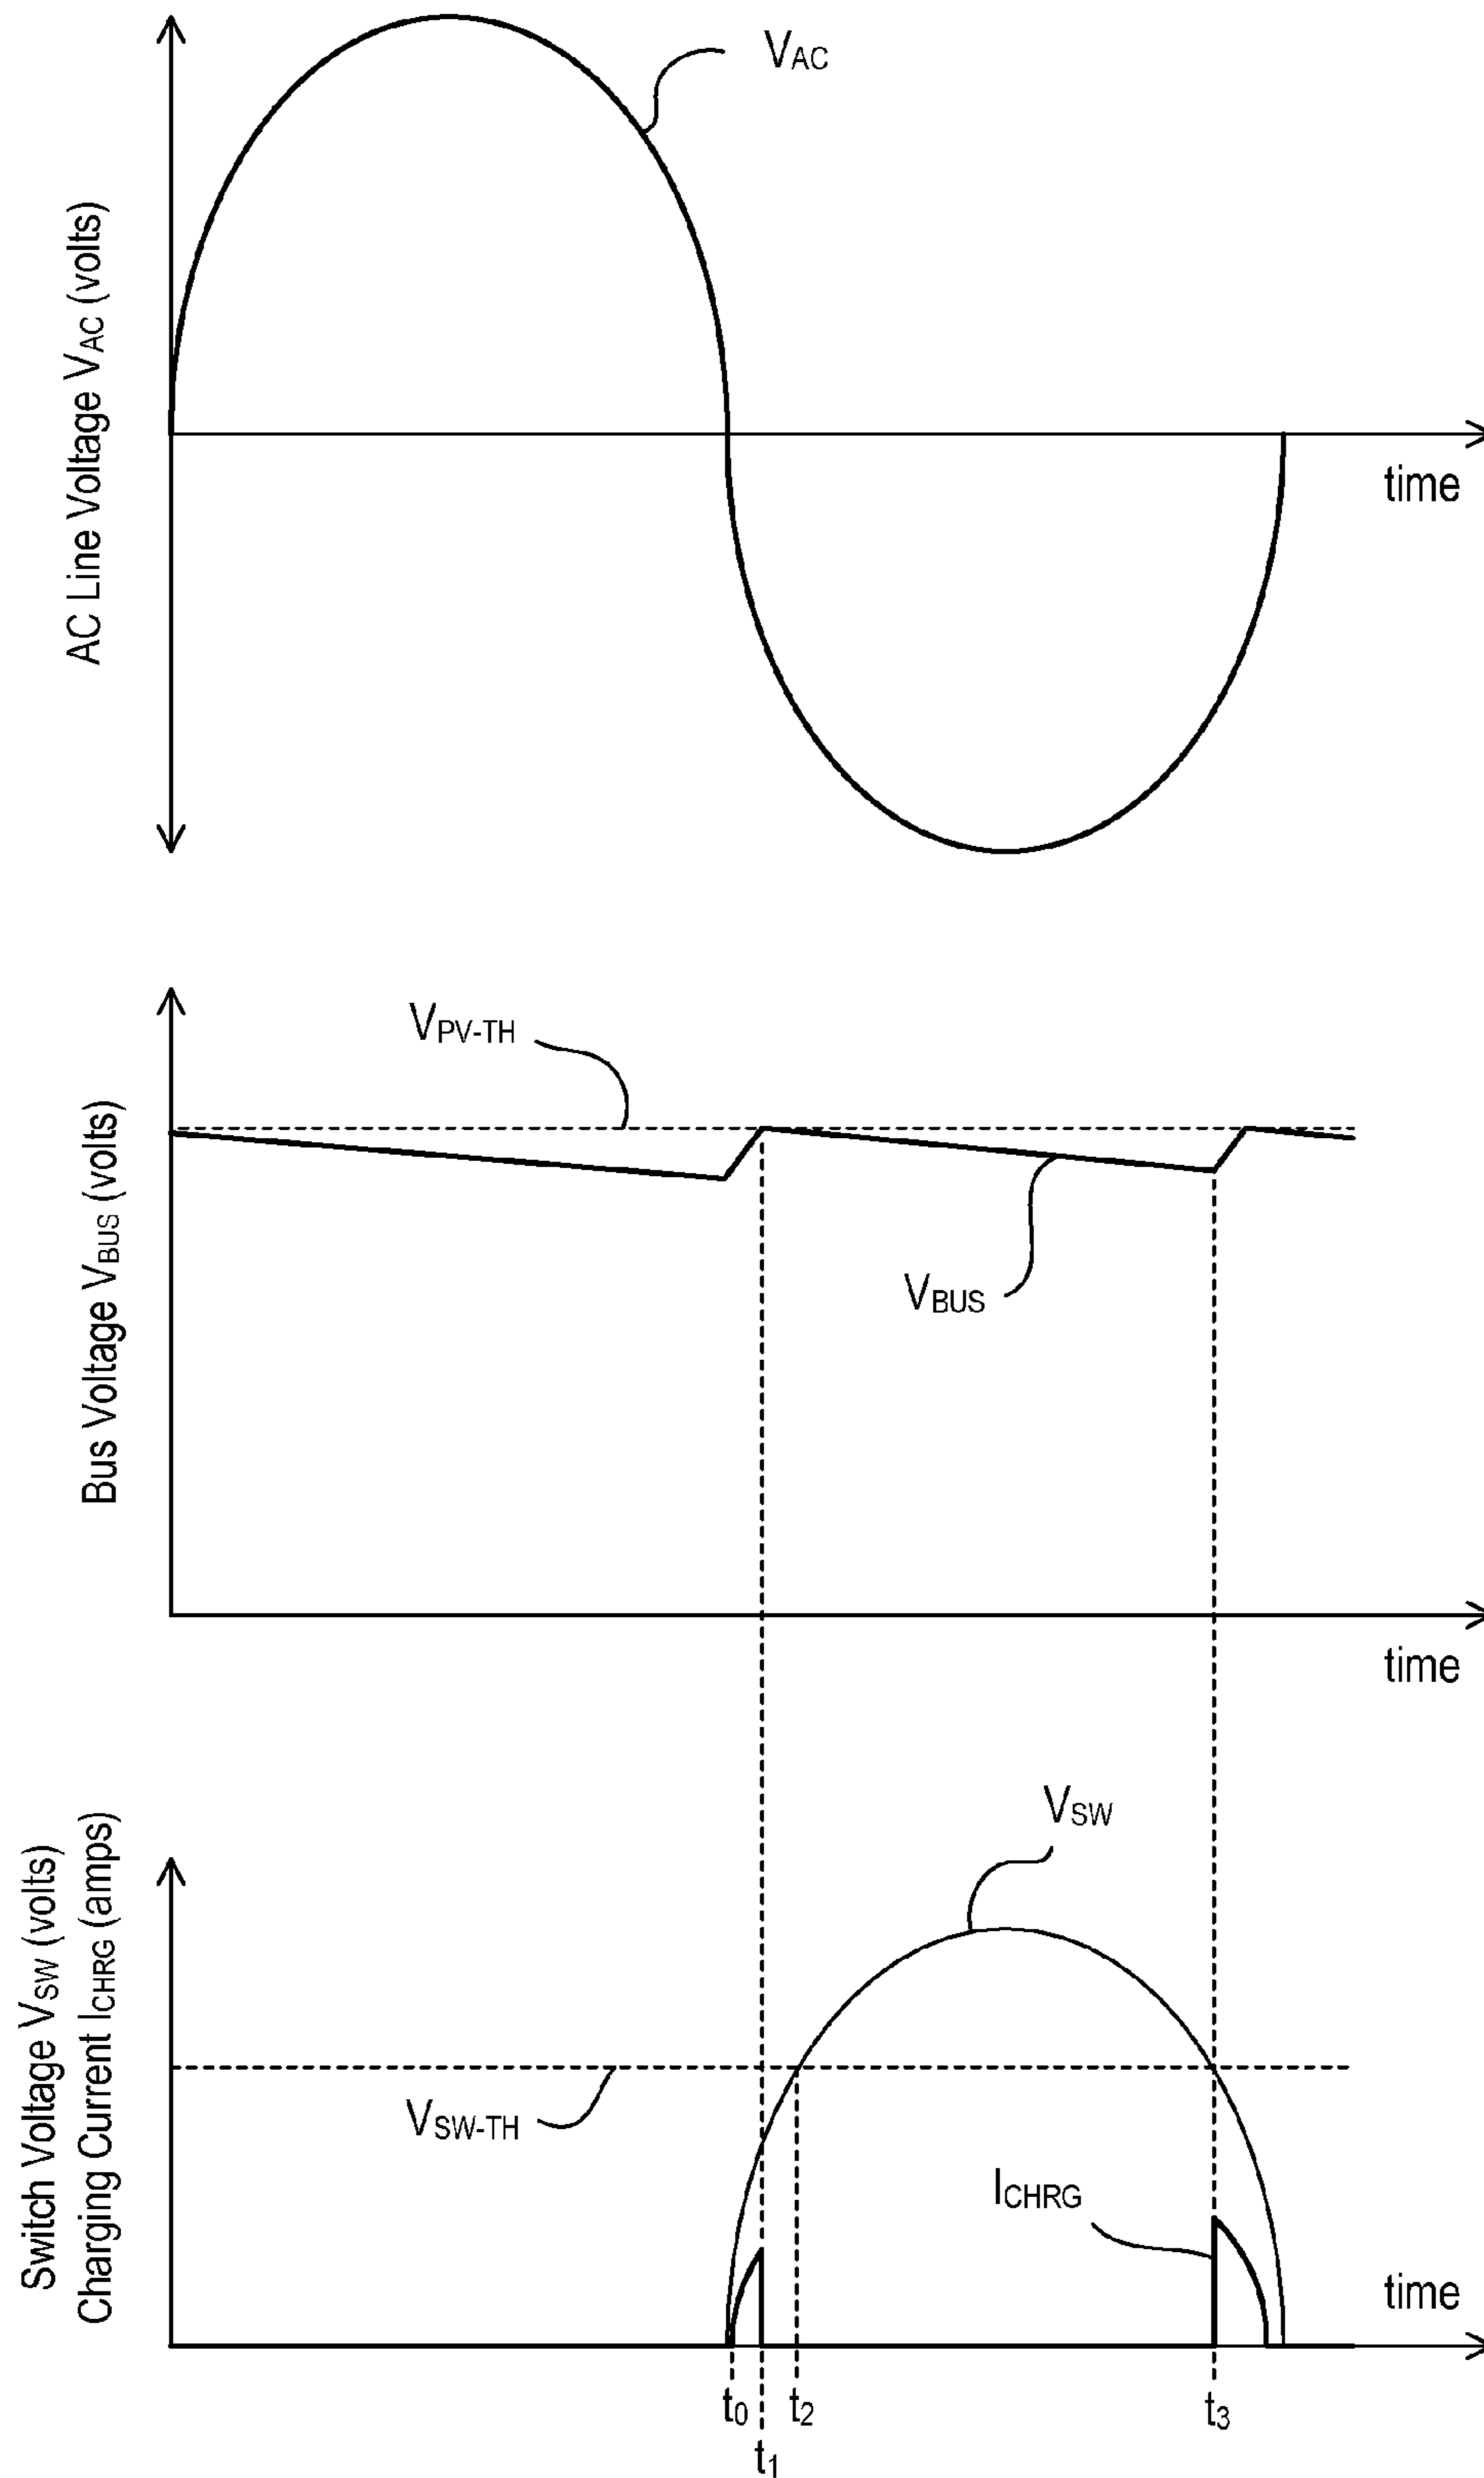 AC Line Voltage VAC (volts)
VAC
time
Bus Voltage VBUS (volts)
VPV-TH
VBUS
time
Switch Voltage VSW (volts)
Charging Current ICHRG (amps)
VSW
VSW-TH
ICHRG
time
t0
t1
t2
t3